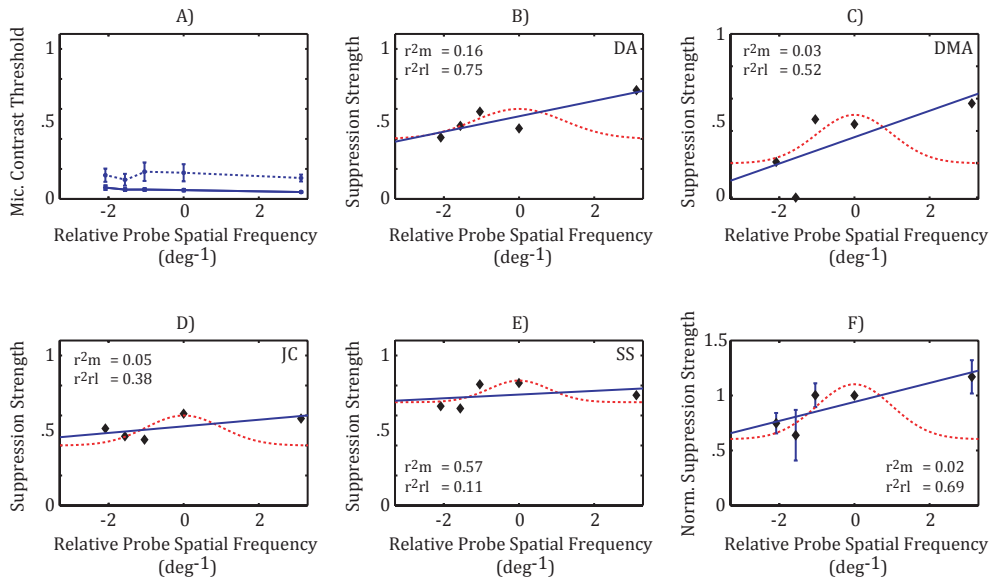 A)
1
.5
0
Mic. Contrast Threshold
-2 0 2
Relative Probe Spatial Frequency
(deg-1)
B)
DA
r2m = 0.16
r2rl = 0.75
1
.5
0
Suppression Strength
-2 0 2
Relative Probe Spatial Frequency
(deg-1)
C)
DMA
r2m = 0.03
r2rl = 0.52
1
.5
0
Suppression Strength
-2 0 2
Relative Probe Spatial Frequency
(deg-1)
D)
JC
r2m = 0.05
r2rl = 0.38
1
.5
0
Suppression Strength
-2 0 2
Relative Probe Spatial Frequency
(deg-1)
E)
SS
1
.5
0
r2m = 0.57
r2rl = 0.11
Suppression Strength
-2 0 2
Relative Probe Spatial Frequency
(deg-1)
F)
1.5
1
.5
0
r2m = 0.02
r2rl = 0.69
Norm. Suppression Strength
-2 0 2
Relative Probe Spatial Frequency
(deg-1)